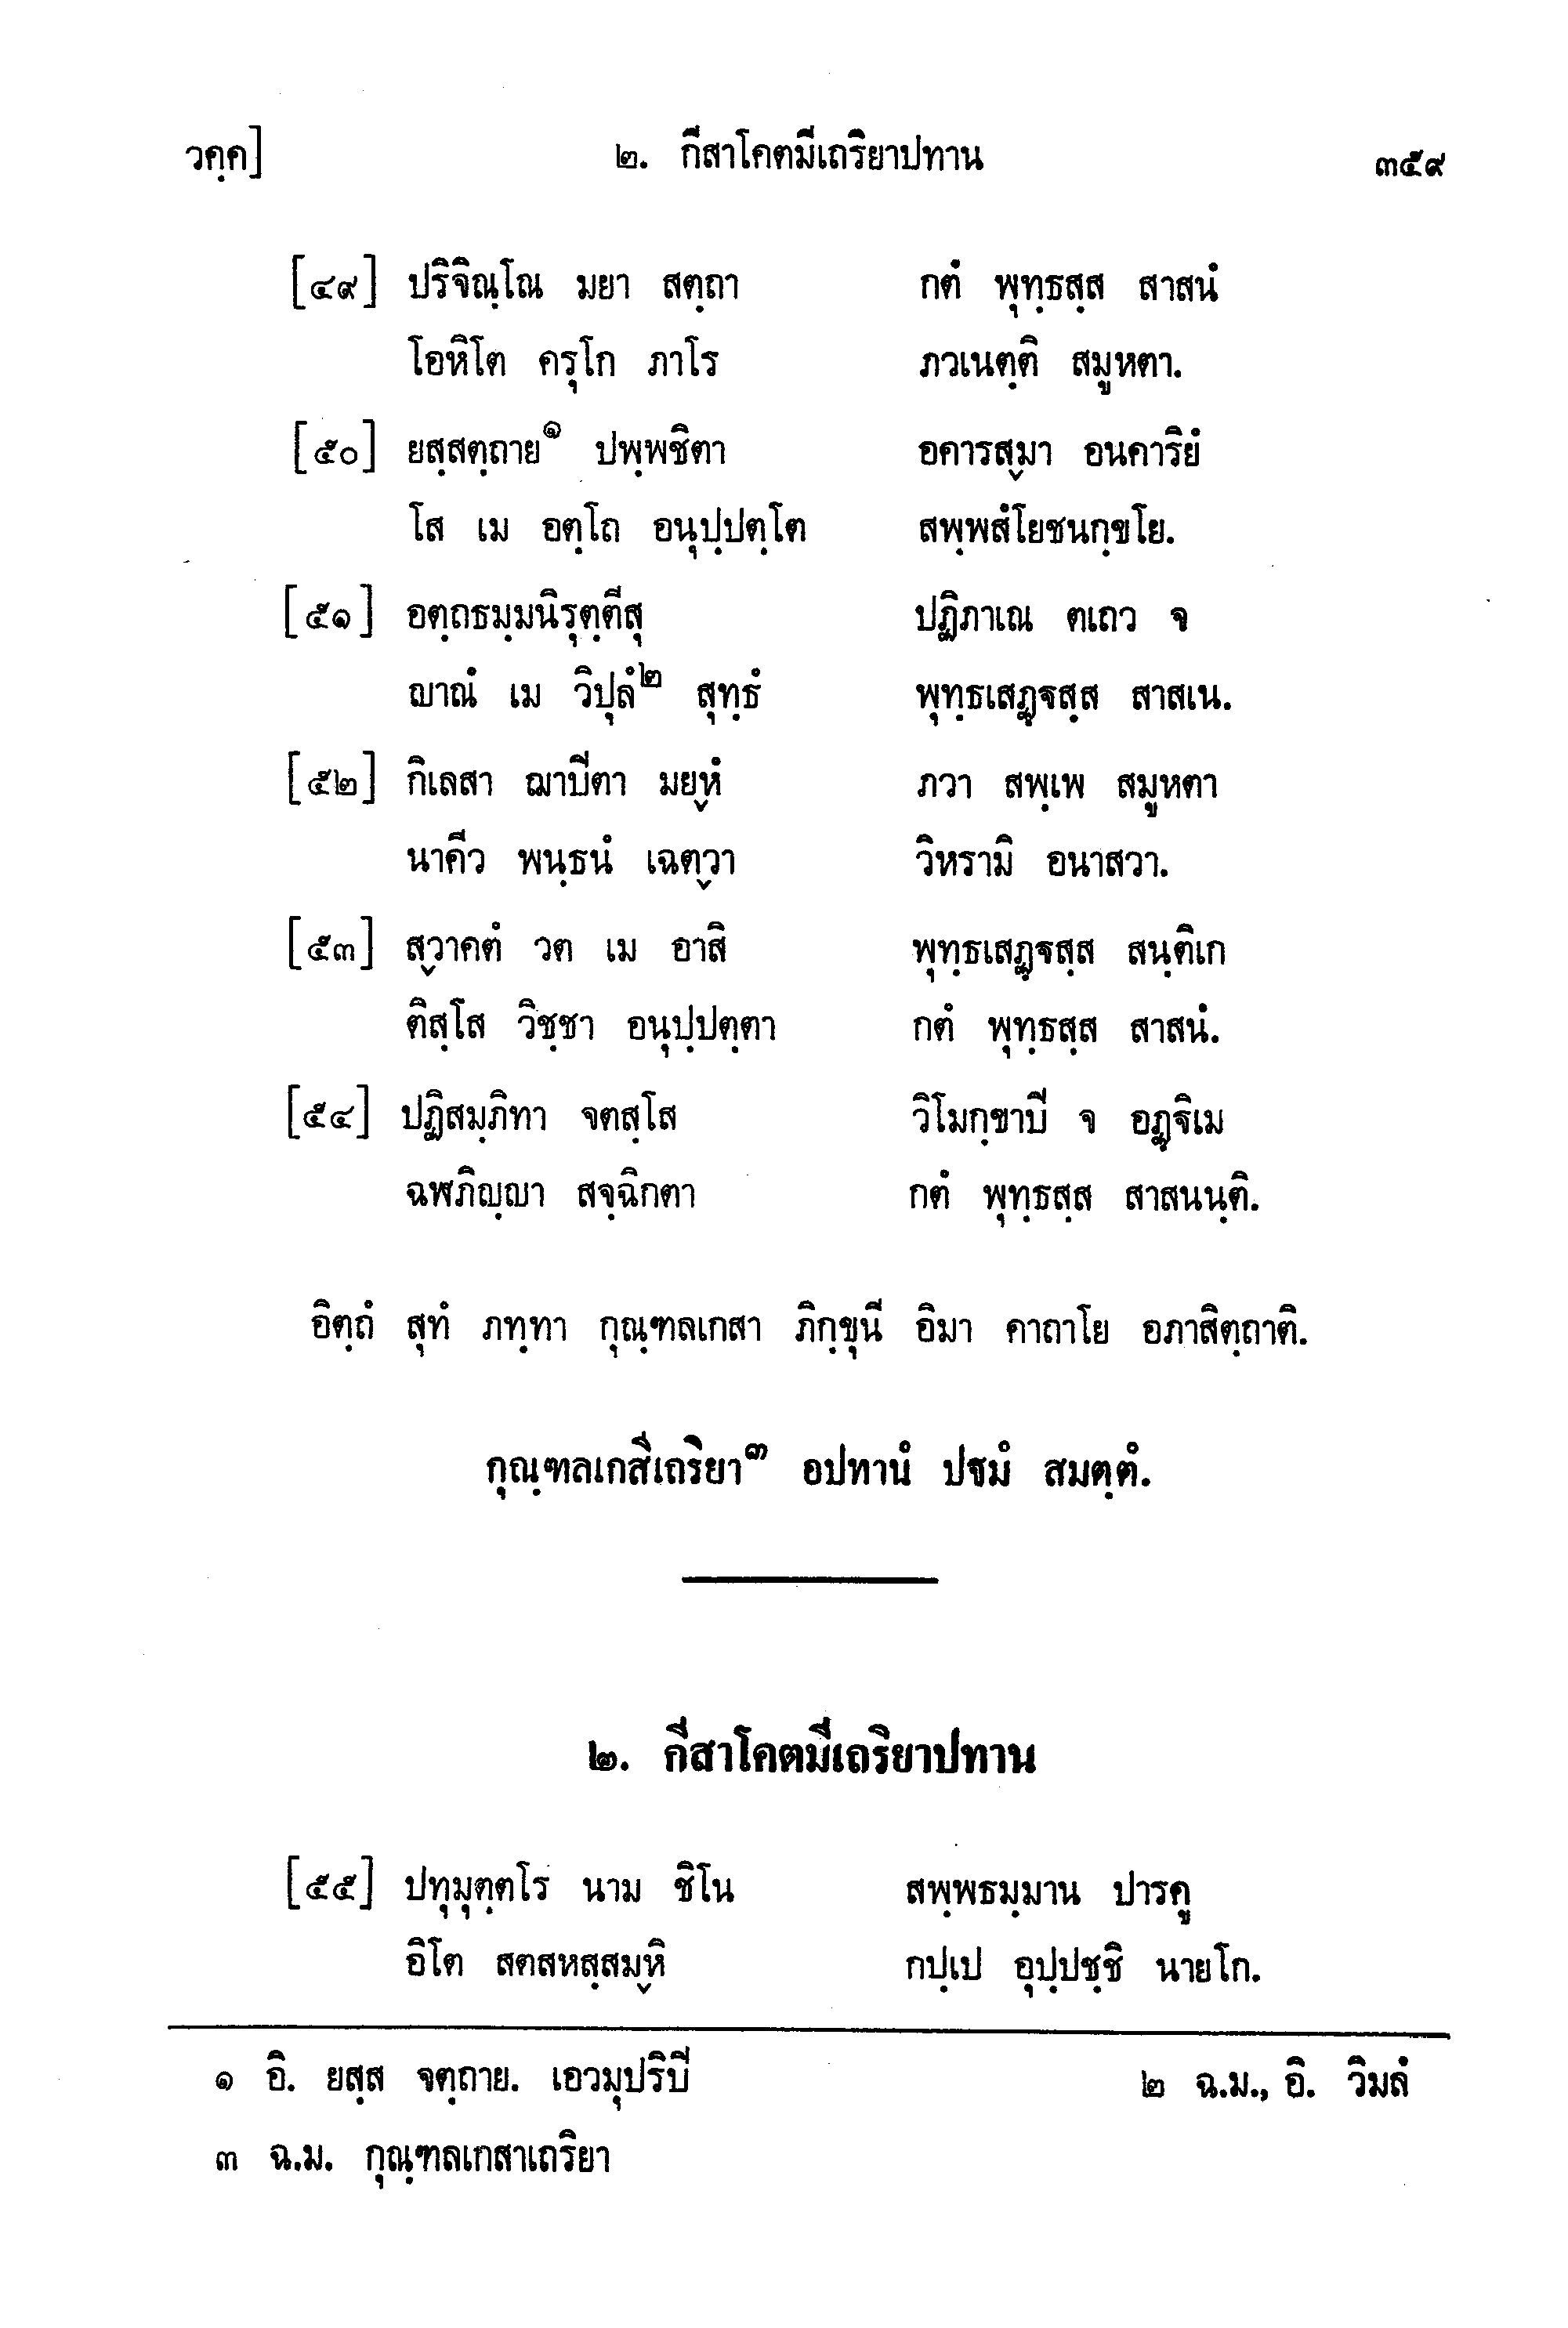 วคฺค] ๒. กีสาโคตมีเถริยาปทาน ๓๕๙
[๔๙] ปริจิณฺโณ มยา สตฺถา กตํ พุทฺธสฺส สาสนํ
โอหิโต ครุโก ภาโร ภวเนตฺติ สมูหตา.
[๕๐] ยสฺสตฺถาย๑ ปพฺพชิตา อคารสฺมา อนคาริยํ
โส เม อตฺโถ อนุปฺปตฺโต สพฺพสํโยชนกฺขโย.
[๕๑] อตฺถธมฺมนิรุตฺตีสุ ปฏิภาเณ ตเถว จ
ญาณํ เม วิปุลํ๒ สุทฺธํ พุทฺธเสฏฺฐสฺส สาสเน.
[๕๒] กิเลสา ฌาปีตา มยฺหํ ภวา สพฺเพ สมูหตา
นาคีว พนฺธนํ เฉตฺวา วิหรามิ อนาสวา.
[๕๓] สฺวาคตํ วต เม อาสิ พุทฺธเสฏฺฐสฺส สนฺติเก
ติสฺโส วิชฺชา อนุปฺปตฺตา กตํ พุทฺธสฺส สาสนํ.
[๕๔] ปฏิสมฺภิทา จตสฺโส วิโมกฺขาปี จ อฏฺฐิเม
ฉฬภิญฺญา สจฺฉิกตา กตํ พุทฺธสฺส สาสนนฺติ.
อิตฺถํ สุทํ ภทฺทา กุณฺฑลเกสา ภิกฺขุนี อิมา คาถาโย อภาสิตฺถาติ.
กุณฺฑลเกสีเถริยา๓ อปทานํ ปฐมํ สมตฺตํ.
๒. กีสาโคตมีเถริยาปทาน
[๕๕] ปทุมุตฺตโร นาม ชิโน สพฺพธมฺมาน ปารคู
อิโต สตสหสฺสมฺหิ กปฺเป อุปฺปชฺชิ นายโก.
๑ อิ. ยสฺส จตฺถาย. เอวมุปริปี ๒ ฉ.ม., อิ. วิมลํ
๓ ฉ.ม. กุณฺฑลเกสาเถริยา